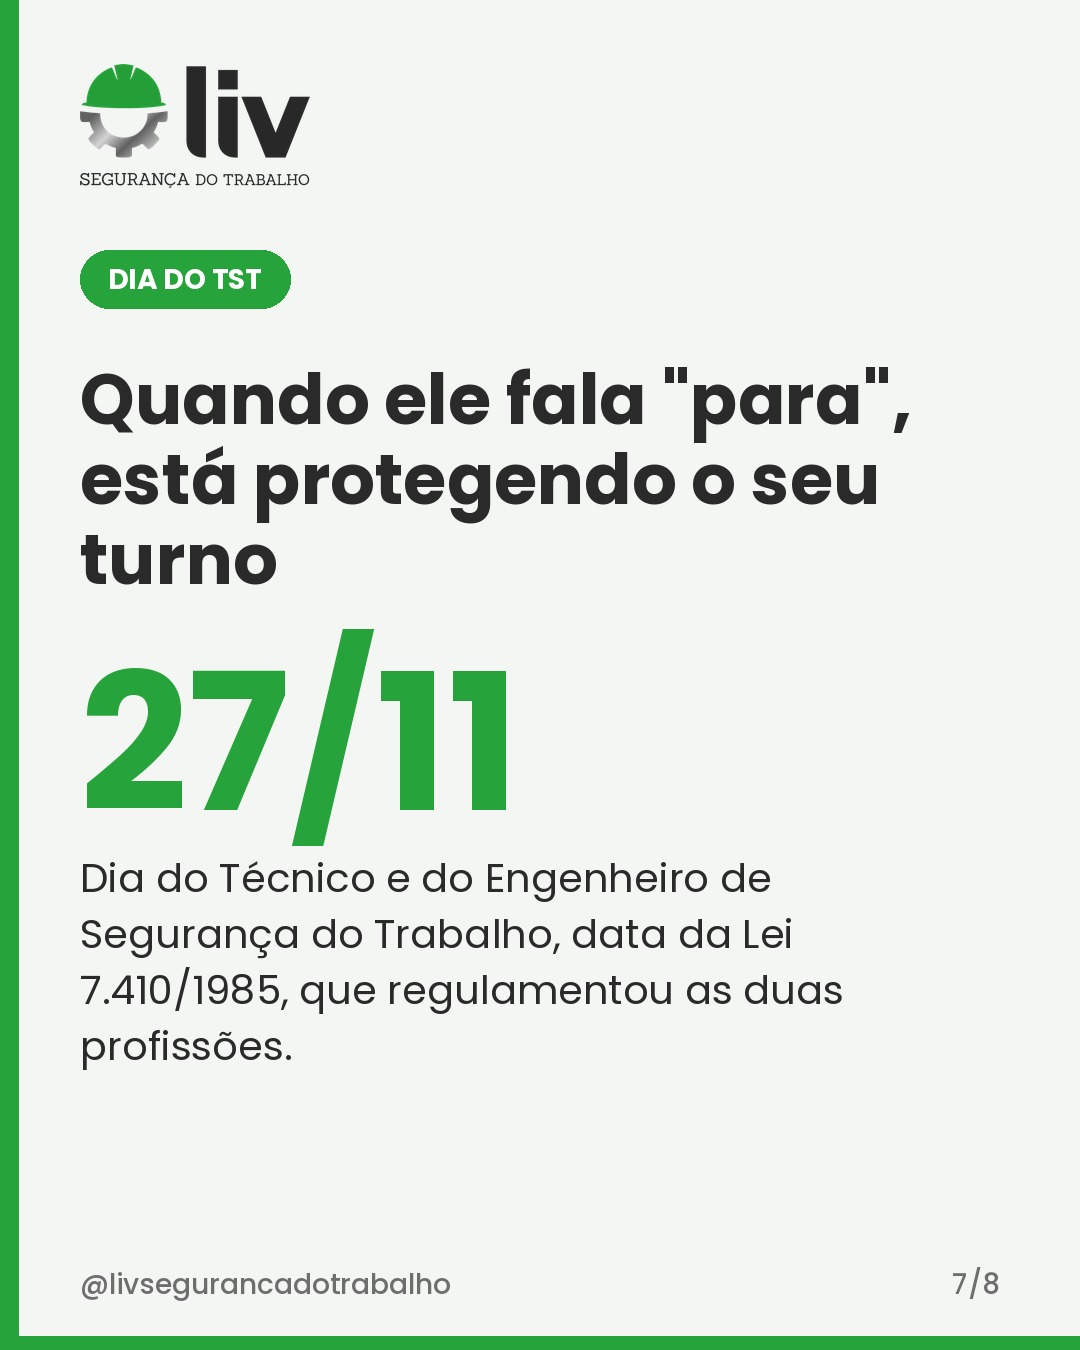 liv
SEGURANÇA DO TRABALHO
DIA DO TST
Quando ele fala "para",
está protegendo o seu
turno
27/11
Dia do Técnico e do Engenheiro de
Segurança do Trabalho, data da Lei
7.410/1985, que regulamentou as duas
profissões.
@livsegurancadotrabalho
7/8